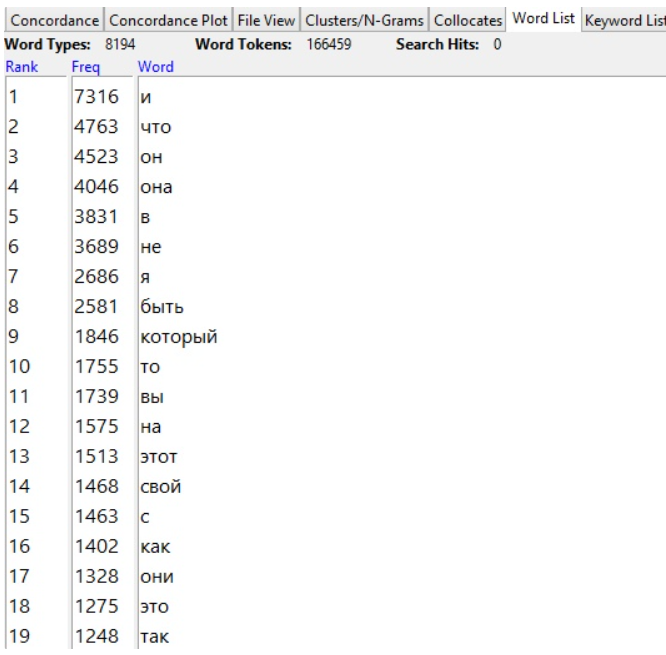 Concordance Concordance Plot File View Clusters/N-Grams Collocates Word List Keyword List
Word Types: 8194 Word Tokens: 166459 Search Hits: 0
Rank Freq Word
1 7316 и
2 4763 что
3 4523 он
4 4046 она
5 3831 в
6 3689 не
7 2686 я
8 2581 быть
9 1846 который
10 1755 то
11 1739 вы
12 1575 на
13 1513 этот
14 1468 свой
15 1463 с
16 1402 как
17 1328 они
18 1275 это
19 1248 так